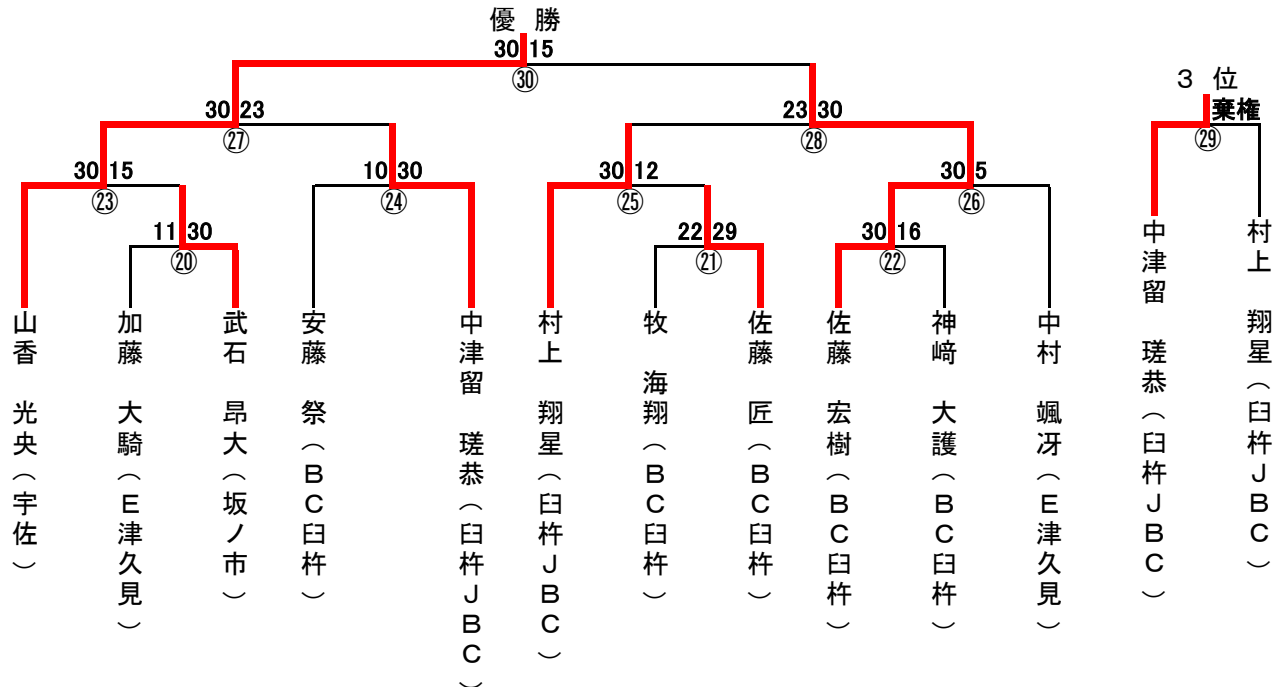 優 勝
30 15
㉚
3 位
棄権
㉙
30 23
㉗
23 30
㉘
30 15
㉓
10 30
㉔
30 12
㉕
30 5
㉖
11 30
⑳
22 29
㉑
30 16
㉒
山香 光央（宇佐）
加藤 大騎（E津久見）
武石 昂大（坂ノ市）
安藤 祭（BC臼杵）
中津留 瑳恭（臼杵JBC）
村上 翔星（臼杵JBC）
牧 海翔（BC臼杵）
佐藤 匠（BC臼杵）
佐藤 宏樹（BC臼杵）
神﨑 大護（BC臼杵）
中村 颯冴（E津久見）
中津留 瑳恭（臼杵JBC）
村上 翔星（臼杵JBC）